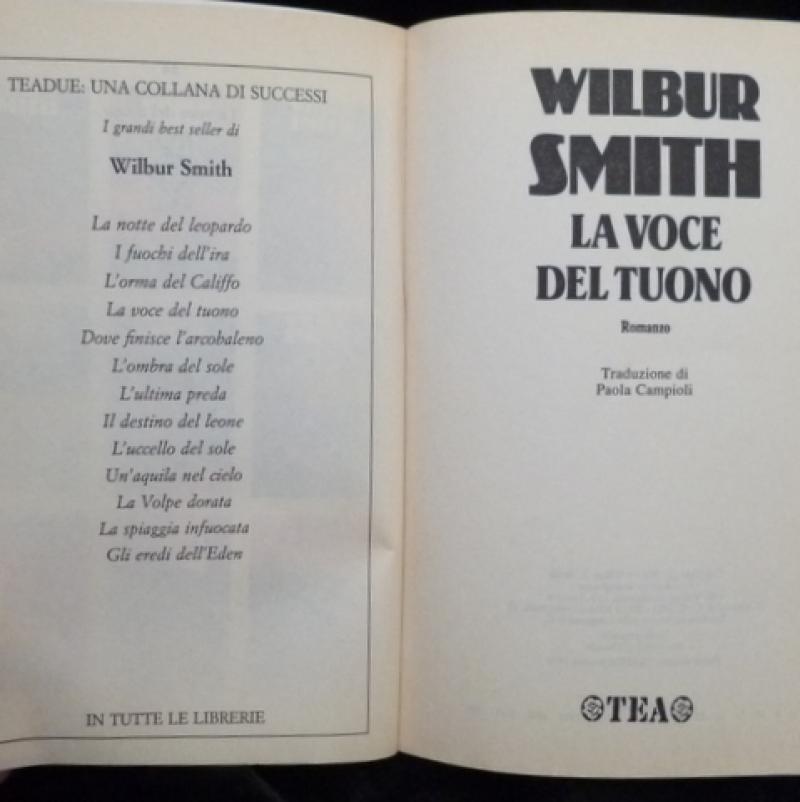 TEADUE: UNA COLLANA DI SUCCESSI
I grandi best seller di
Wilbur Smith
La notte del leopardo
I fuochi dell'ira
L'orma del Califfo
La voce del tuono
Dove finisce l'arcobaleno
L'ombra del sole
L'ultima preda
Il destino del leone
L'uccello del sole
Un'aquila nel cielo
La Volpe dorata
La spiaggia infuocata
Gli eredi dell'Eden
IN TUTTE LE LIBRERIE
WILBUR
SMITH
LA VOCE
DEL TUONO
Romanzo
Traduzione di
Paola Campioli
TEA